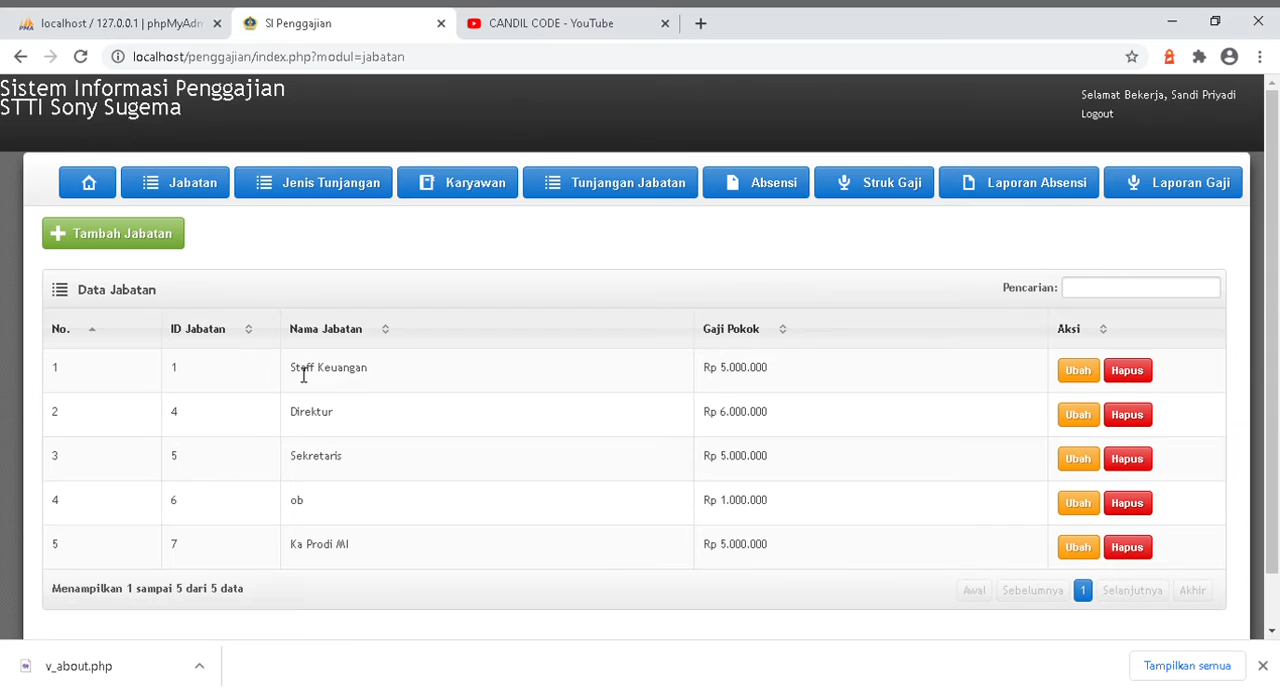 localhost / 127.0.0.1 | phpMyAdm
SI Penggajian
CANDIL CODE - YouTube
localhost/penggajian/index.php?modul=jabatan
Sistem Informasi Penggajian
STTI Sony Sugema
Selamat Bekerja, Sandi Priyadi
Logout
Jabatan
Jenis Tunjangan
Karyawan
Tunjangan Jabatan
Absensi
Struk Gaji
Laporan Absensi
Laporan Gaji
Tambah Jabatan
Data Jabatan
Pencarian:
No. ID Jabatan Nama Jabatan Gaji Pokok Aksi
1 1 Staff Keuangan Rp 5.000.000 Ubah Hapus
2 4 Direktur Rp 6.000.000 Ubah Hapus
3 5 Sekretaris Rp 5.000.000 Ubah Hapus
4 6 ob Rp 1.000.000 Ubah Hapus
5 7 Ka Prodi MI Rp 5.000.000 Ubah Hapus
Menampilkan 1 sampai 5 dari 5 data
Awal Sebelumnya 1 Selanjutnya Akhir
v_about.php
Tampilkan semua